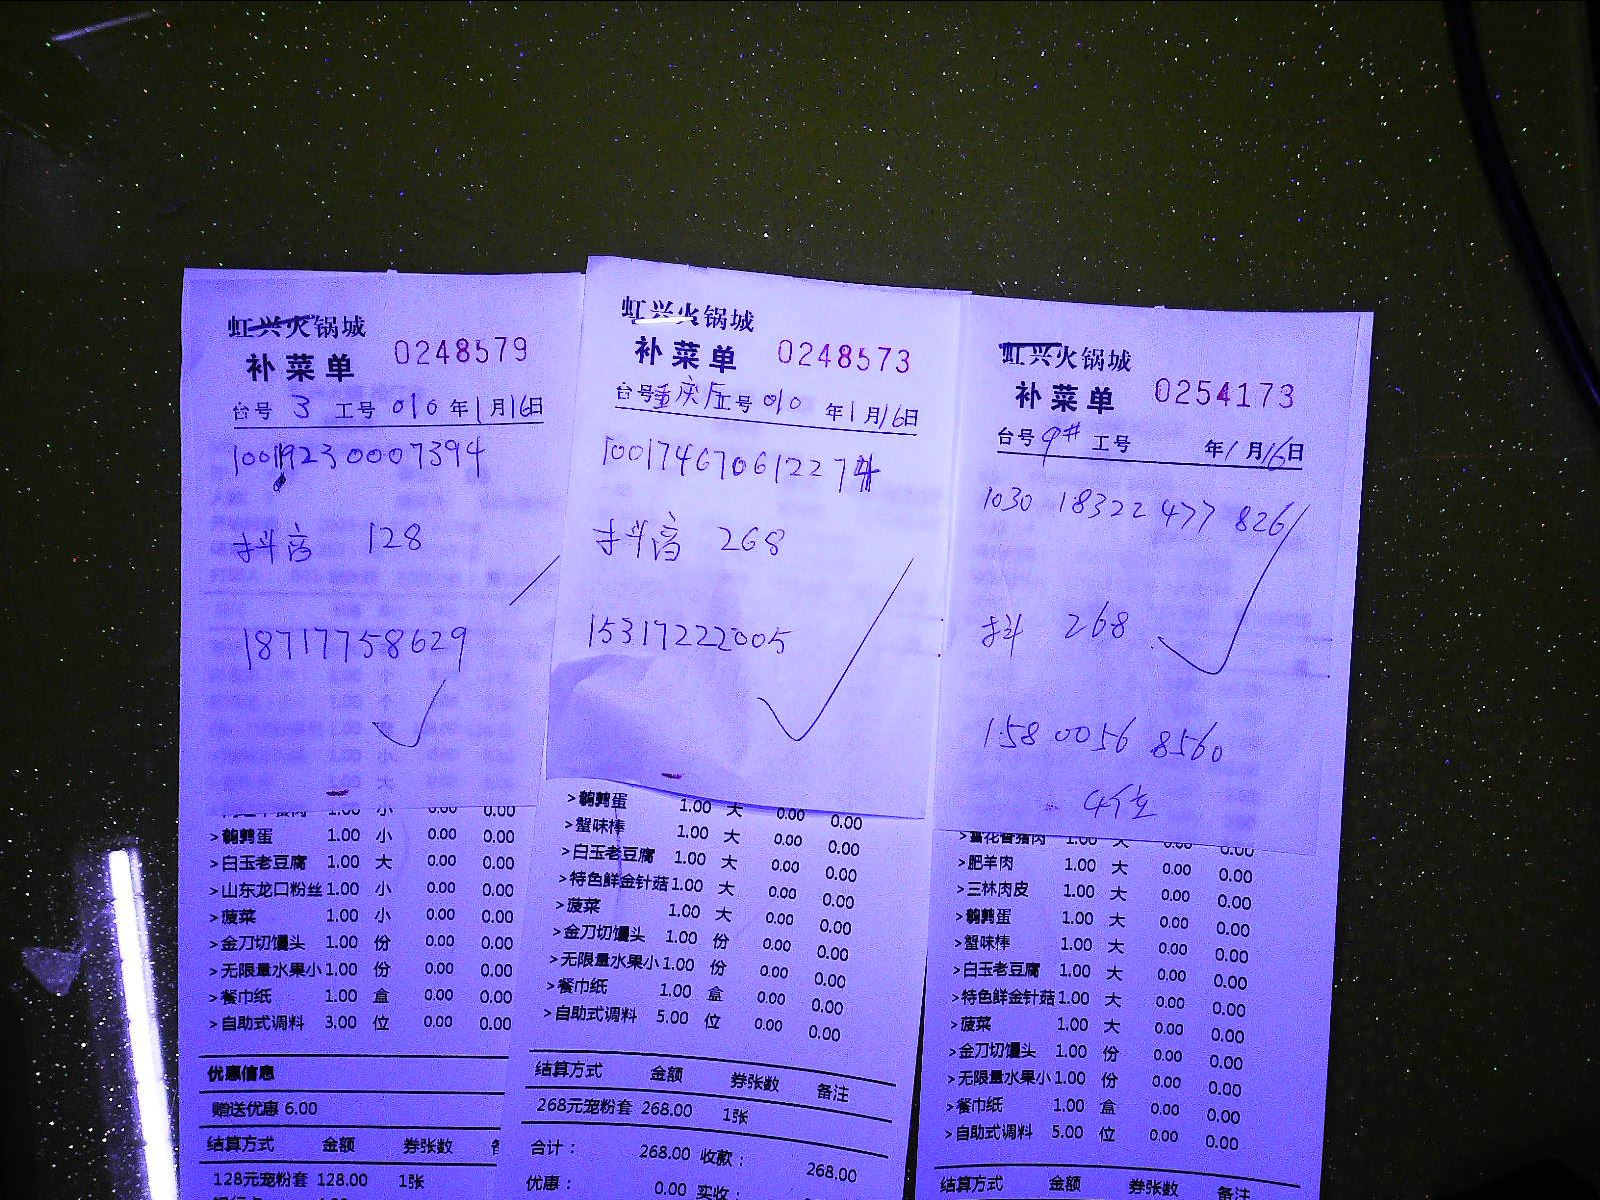 虹兴火锅城
补菜单 0248579
台号 3 工号 010 年1月16日
10019230007394
抖音 128
18717758629
>鹌鹑蛋 1.00 小 0.00 0.00
>白玉老豆腐 1.00 大 0.00 0.00
>山东龙口粉丝 1.00 小 0.00 0.00
>菠菜 1.00 小 0.00 0.00
>金刀切馒头 1.00 份 0.00 0.00
>无限量水果小 1.00 份 0.00 0.00
>餐巾纸 1.00 盒 0.00 0.00
>自助式调料 3.00 位 0.00 0.00
优惠信息
赠送优惠 6.00
结算方式 金额 券张数
128元宠粉套 128.00 1张
虹兴火锅城
补菜单 0248573
台号 重庆厅 工号 010 年1月16日
1001746706122 7
抖音 268
15317222005
>鹌鹑蛋 1.00 大 0.00 0.00
>蟹味棒 1.00 大 0.00 0.00
>白玉老豆腐 1.00 大 0.00 0.00
>特色鲜金针菇 1.00 大 0.00 0.00
>菠菜 1.00 大 0.00 0.00
>金刀切馒头 1.00 份 0.00 0.00
>无限量水果小 1.00 份 0.00 0.00
>餐巾纸 1.00 盒 0.00 0.00
>自助式调料 5.00 位 0.00 0.00
结算方式 金额 券张数 备注
268元宠粉套 268.00 1张
合计： 268.00 收款： 268.00
优惠： 0.00 实收：
虹兴火锅城
补菜单 0254173
台号 9# 工号 年1月16日
1030 18322 477 8261
抖 268
158 0056 8560
4位
>肥羊肉 1.00 大 0.00 0.00
>三林肉皮 1.00 大 0.00 0.00
>鹌鹑蛋 1.00 大 0.00 0.00
>蟹味棒 1.00 大 0.00 0.00
>白玉老豆腐 1.00 大 0.00 0.00
>特色鲜金针菇 1.00 大 0.00 0.00
>菠菜 1.00 大 0.00 0.00
>金刀切馒头 1.00 份 0.00 0.00
>无限量水果小 1.00 份 0.00 0.00
>餐巾纸 1.00 盒 0.00 0.00
>自助式调料 5.00 位 0.00 0.00
结算方式 金额 券张数 备注